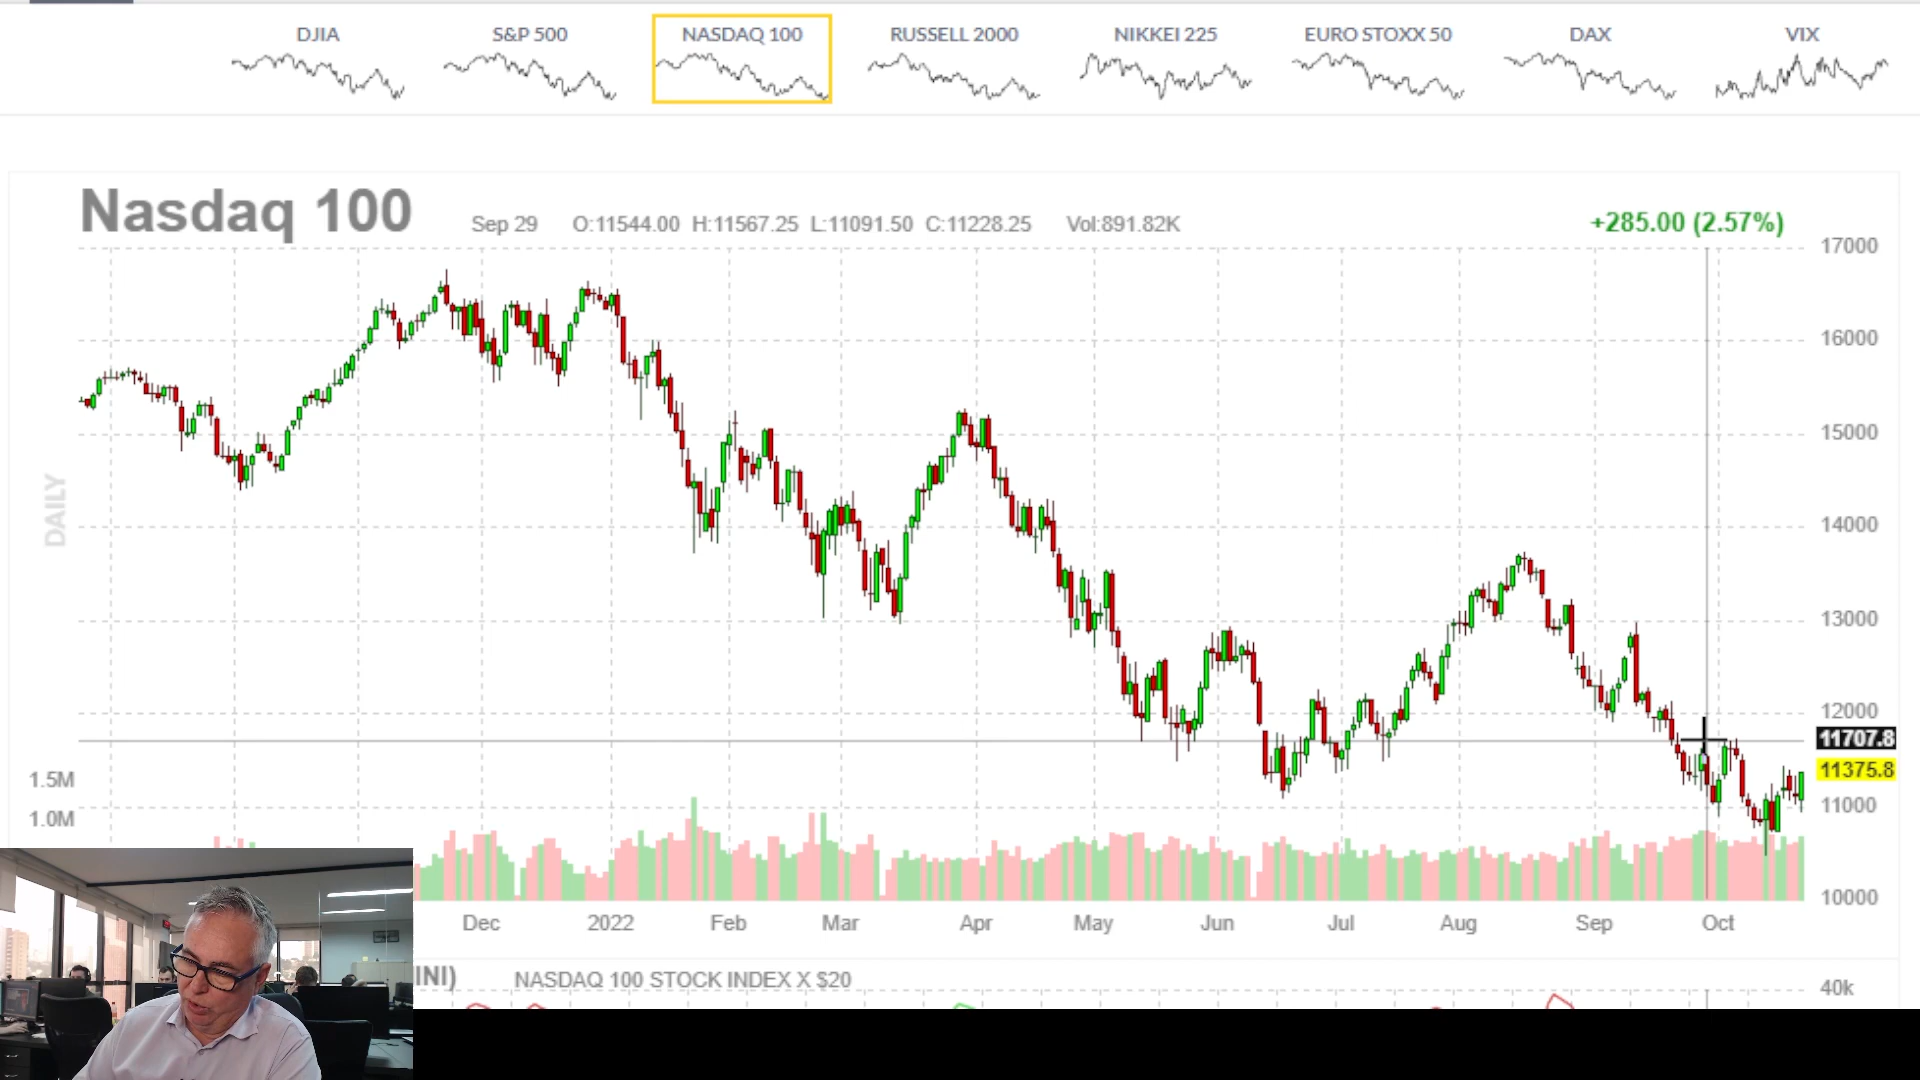 DJIA S&P 500 NASDAQ 100 RUSSELL 2000 NIKKEI 225 EURO STOXX 50 DAX VIX
Nasdaq 100 Sep 29 O:11544.00 H:11567.25 L:11091.50 C:11228.25 Vol:891.82K +285.00 (2.57%)
17000
16000
15000
DAILY
14000
13000
12000
11707.8
11375.8
1.5M
11000
1.0M
10000
Dec 2022 Feb Mar Apr May Jun Jul Aug Sep Oct
INI) NASDAQ 100 STOCK INDEX X $20
40k